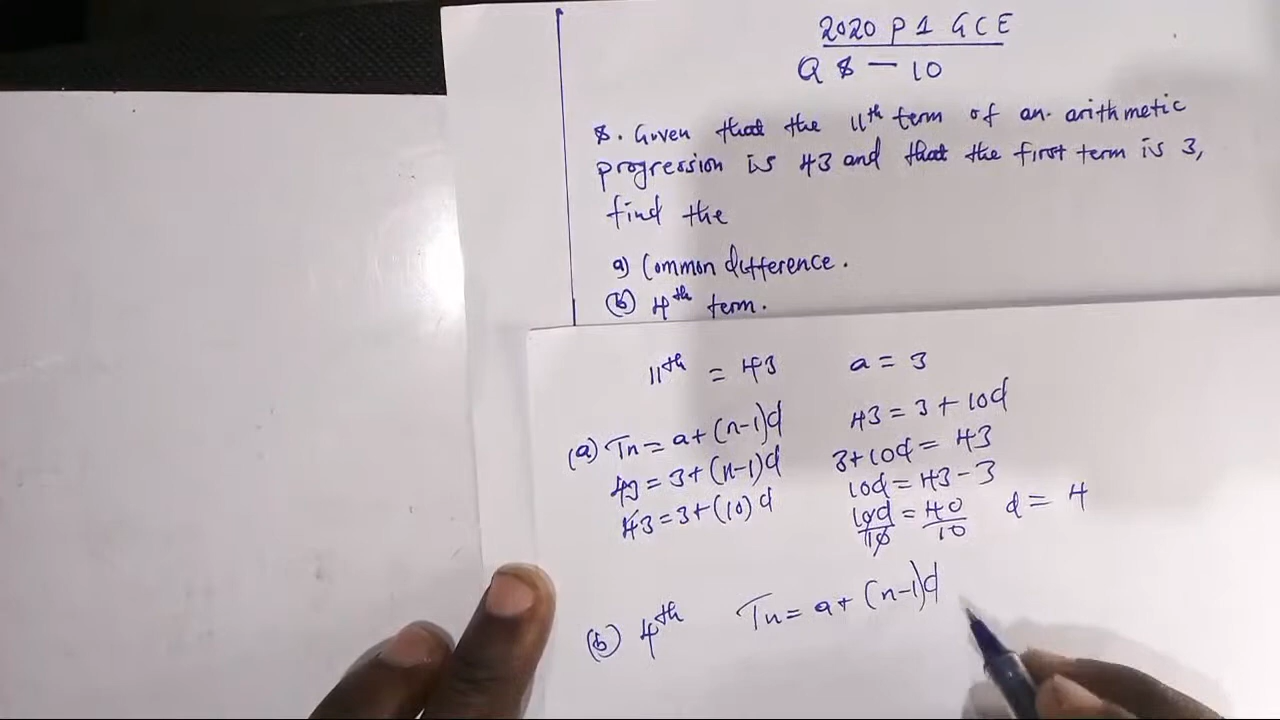 2020 P1 GCE
Q8 - 10
8. Given that the 11th term of an arithmetic
progression is 43 and that the first term is 3,
find the
a) Common difference.
(b) 4th term.
11th = 43 a = 3
(a) Tn = a + (n-1)d
43 = 3 + (n-1)d
43 = 3 + (10)d
43 = 3 + 10d
3 + 10d = 43
10d = 43 - 3
10d/10 = 40/10 d = 4
(b) 4th Tn = a + (n-1)d